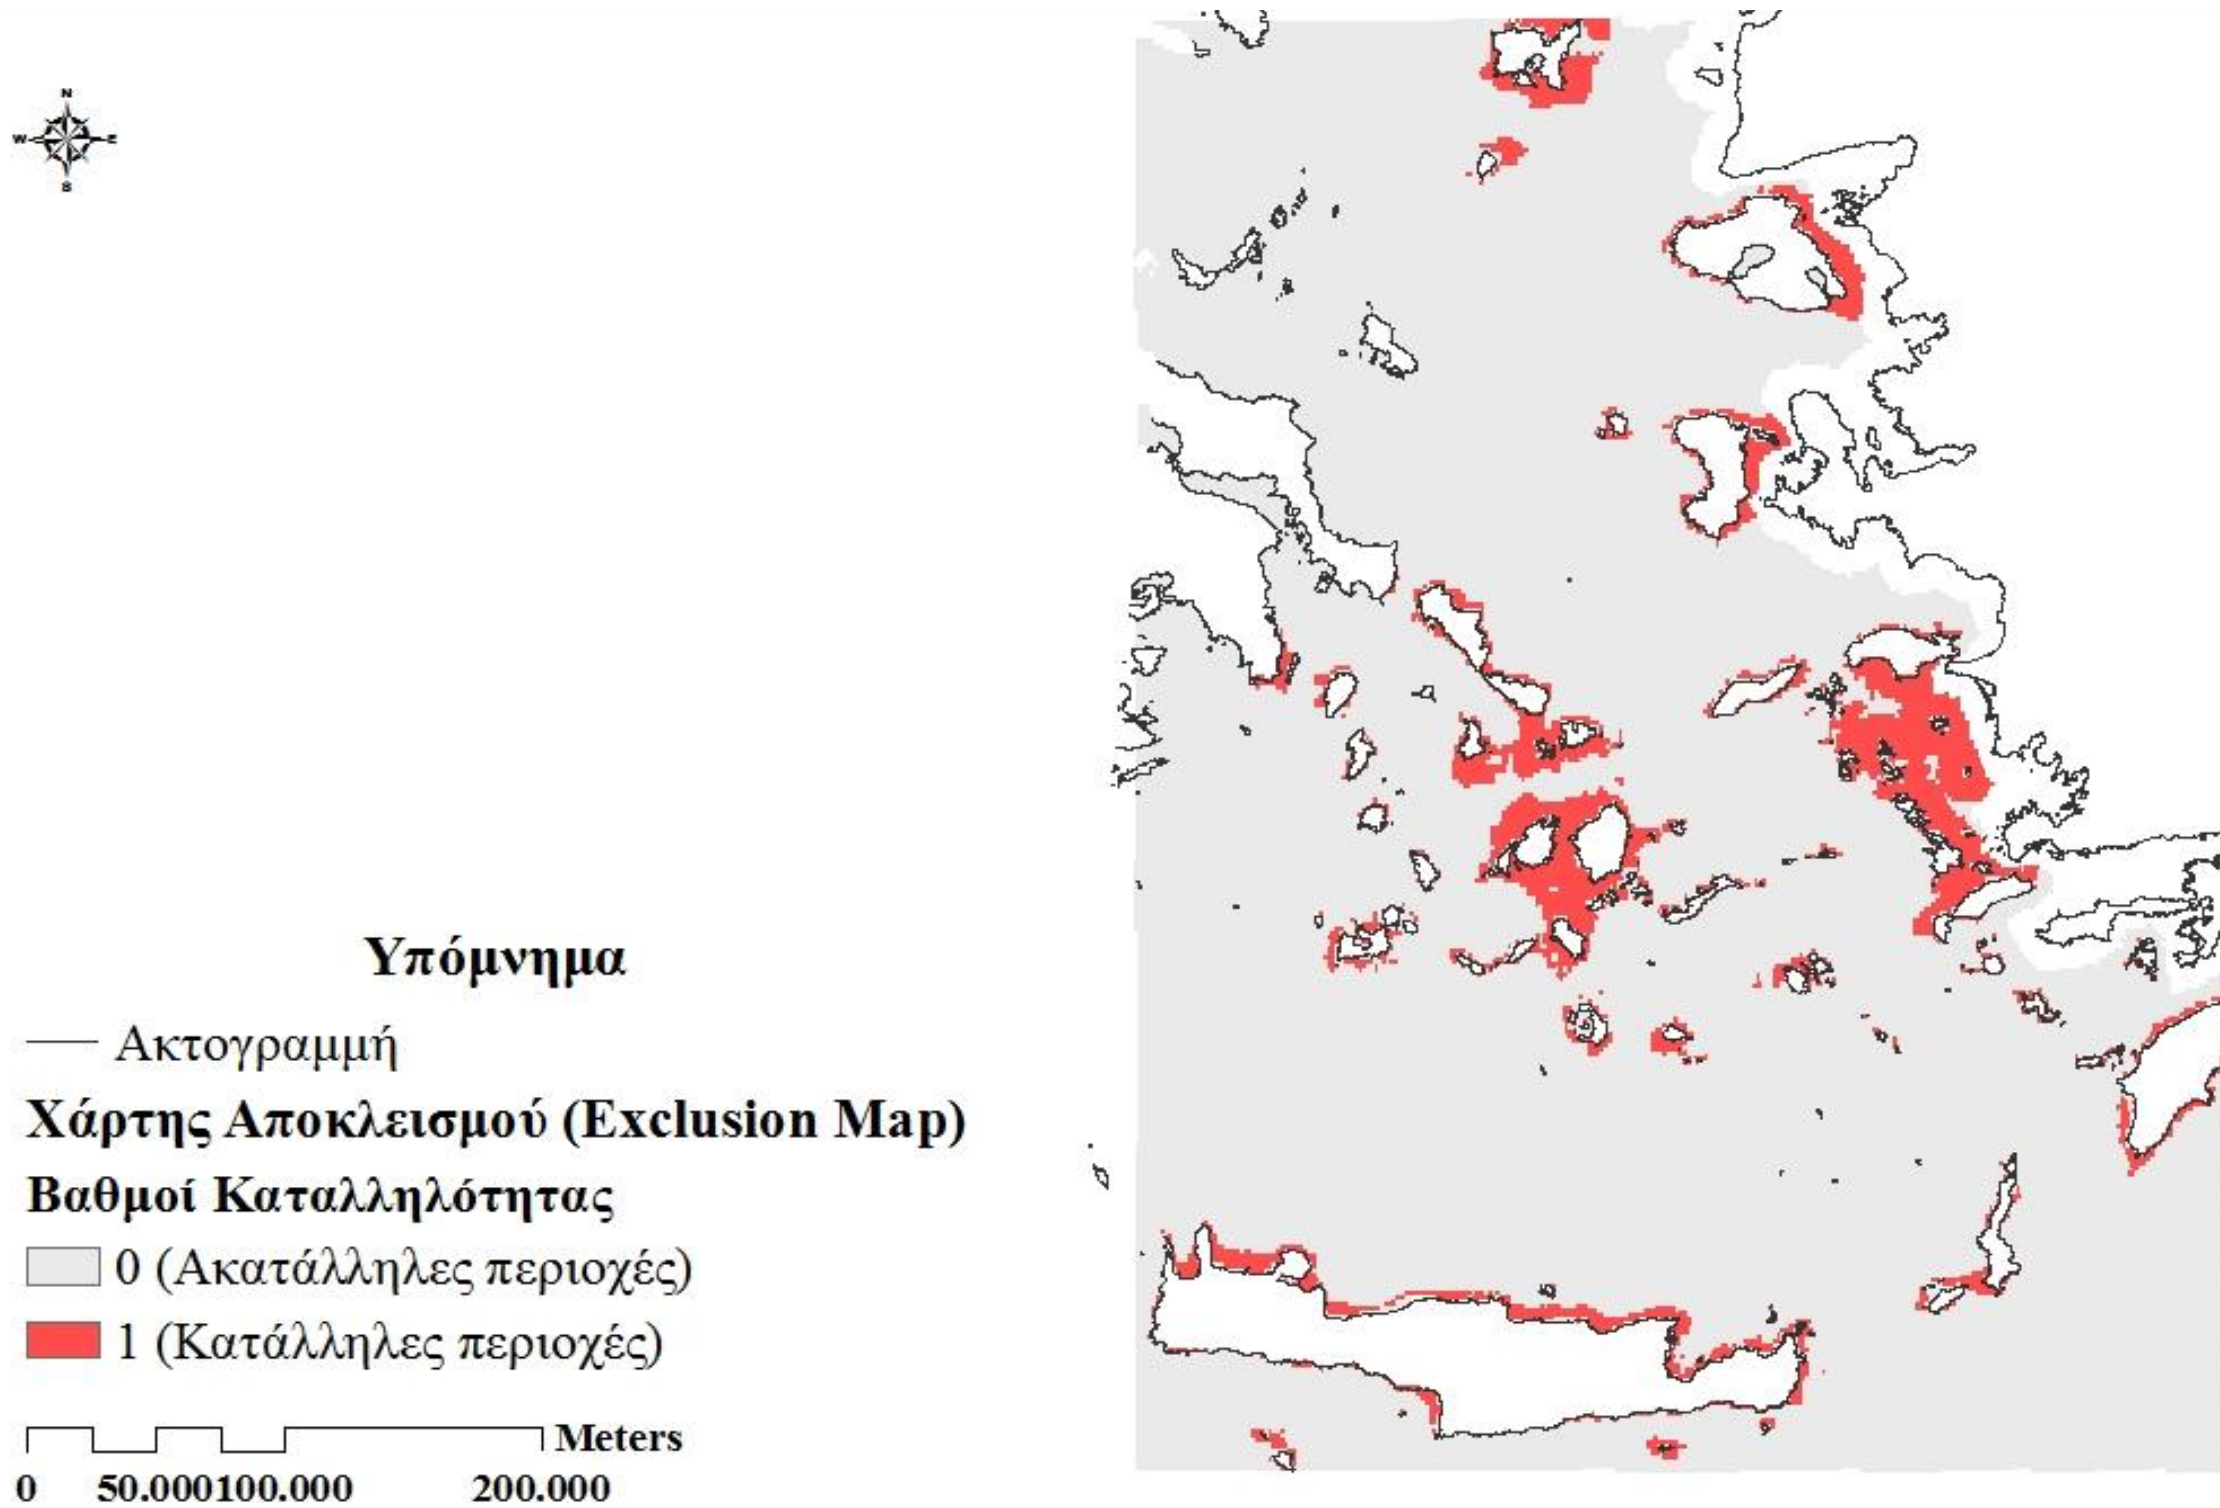 N
W E
S
Υπόμνημα
Ακτογραμμή
Χάρτης Αποκλεισμού (Exclusion Map)
Βαθμοί Καταλληλότητας
0 (Ακατάλληλες περιοχές)
1 (Κατάλληλες περιοχές)
Meters
0 50.000100.000 200.000